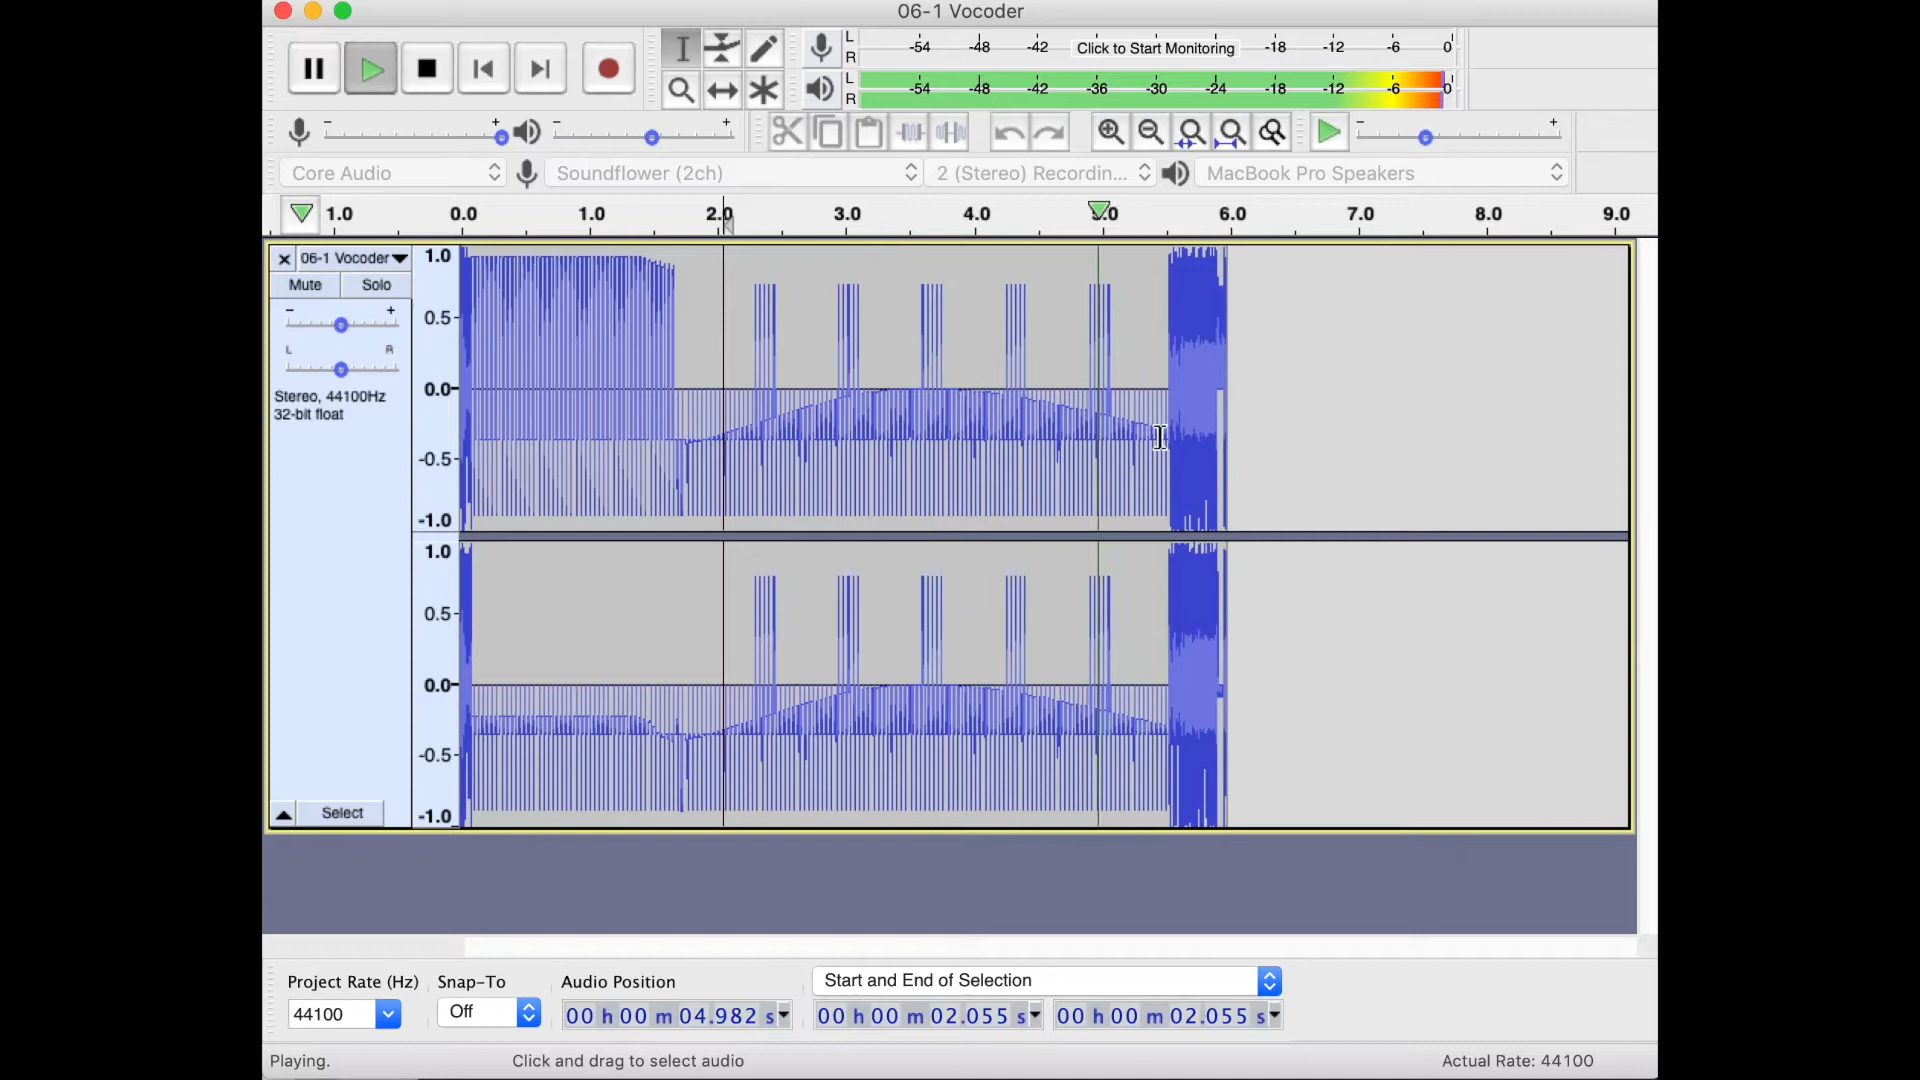 06-1 Vocoder
L
R
-54 -48 -42 Click to Start Monitoring -18 -12 -6 0
L
R
-54 -48 -42 -36 -30 -24 -18 -12 -6 0
- + - + - +
Core Audio Soundflower (2ch) 2 (Stereo) Recordin... MacBook Pro Speakers
1.0 0.0 1.0 2.0 3.0 4.0 5.0 6.0 7.0 8.0 9.0
06-1 Vocoder
Mute Solo
- +
L R
Stereo, 44100Hz
32-bit float
1.0
0.5
0.0
-0.5
-1.0
1.0
0.5
0.0
-0.5
-1.0
Select
Project Rate (Hz) Snap-To Audio Position Start and End of Selection
44100 Off 00 h 00 m 04.982 s 00 h 00 m 02.055 s 00 h 00 m 02.055 s
Playing. Click and drag to select audio Actual Rate: 44100